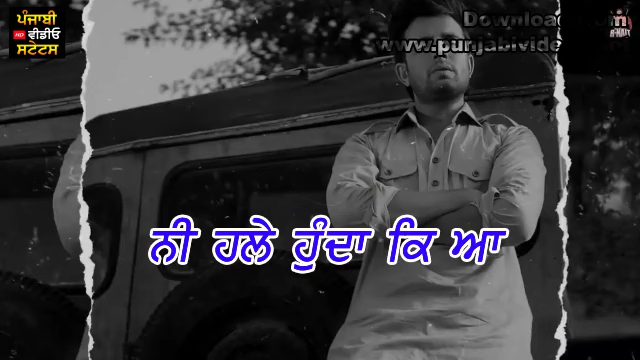 ਪੰਜਾਬੀ
HD ਵੀਡੀਓ
ਸਟੇਟਸ
Download
www.punjabivide
ਨੀ ਹਲੇ ਹੁੰਦਾ ਕਿ ਆ